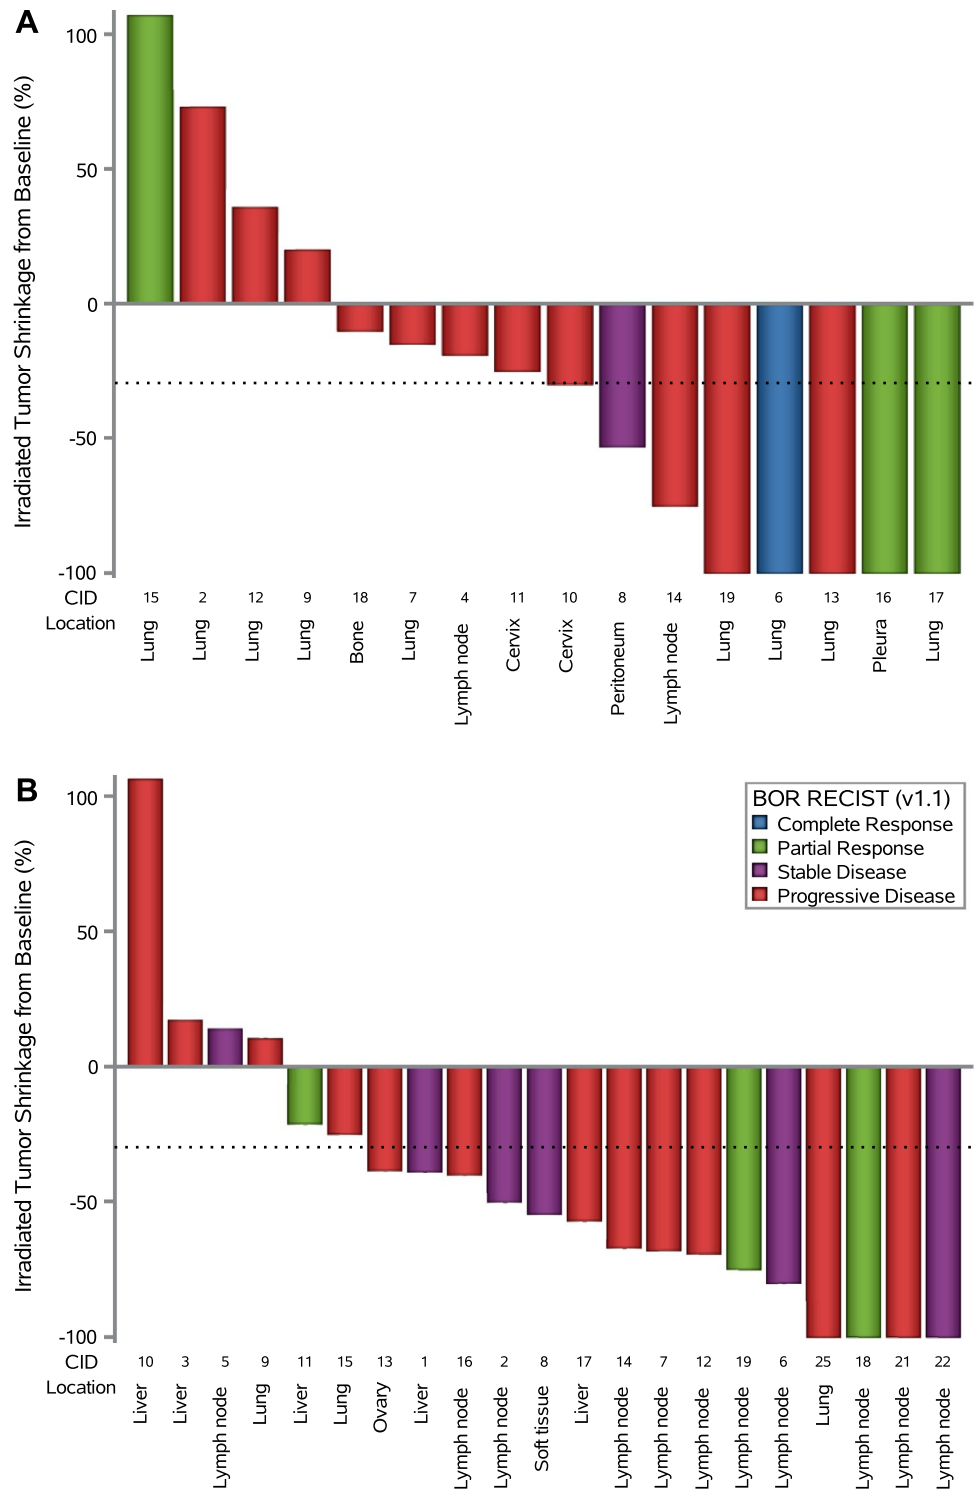 A
Irradiated Tumor Shrinkage from Baseline (%)
100
50
0
-50
-100
CID 15 2 12 9 18 7 4 11 10 8 14 19 6 13 16 17
Location Lung Lung Lung Lung Bone Lung Lymph node Cervix Cervix Peritoneum Lymph node Lung Lung Lung Pleura Lung
B
Irradiated Tumor Shrinkage from Baseline (%)
100
50
0
-50
-100
BOR RECIST (v1.1)
Complete Response
Partial Response
Stable Disease
Progressive Disease
CID 10 3 5 9 11 15 13 1 16 2 8 17 14 7 12 19 6 25 18 21 22
Location Liver Liver Lymph node Lung Liver Lung Ovary Liver Lymph node Lymph node Soft tissue Liver Lymph node Lymph node Lymph node Lymph node Lymph node Lung Lymph node Lymph node Lymph node